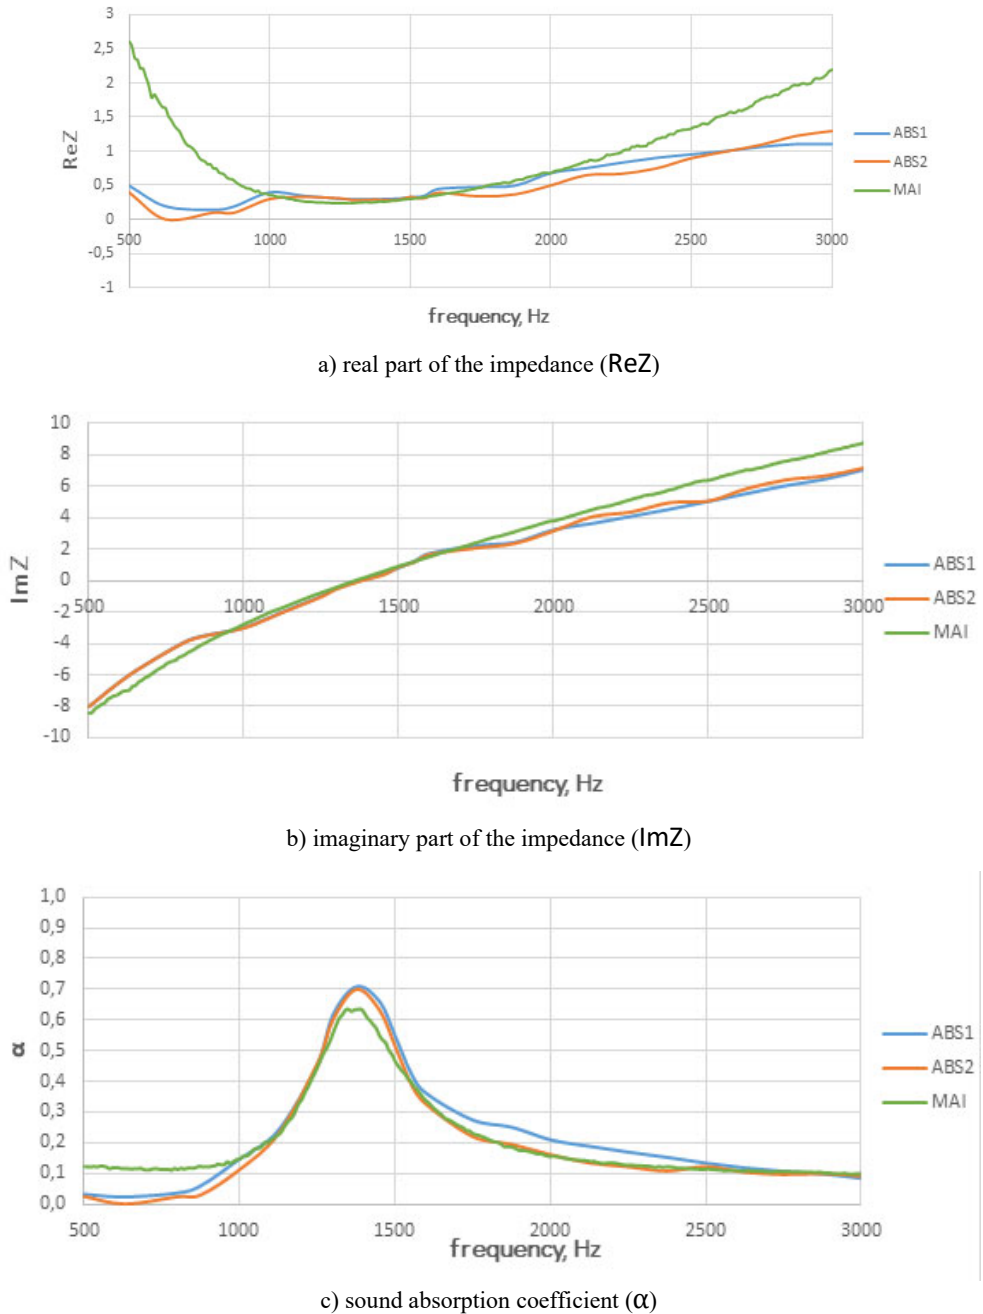 3
2,5
2
1,5
1
0,5
0
-0,5
-1
ReZ
500
1000
1500
2000
2500
3000
frequency, Hz
ABS1
ABS2
MAI
a) real part of the impedance (ReZ)
10
8
6
4
2
0
-2
-4
-6
-8
-10
ImZ
500
1000
1500
2000
2500
3000
frequency, Hz
ABS1
ABS2
MAI
b) imaginary part of the impedance (ImZ)
1,0
0,9
0,8
0,7
0,6
0,5
0,4
0,3
0,2
0,1
0,0
α
500
1000
1500
2000
2500
3000
frequency, Hz
ABS1
ABS2
MAI
c) sound absorption coefficient (α)